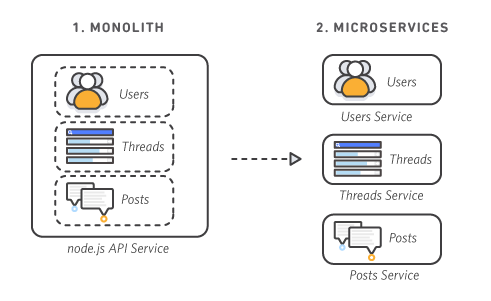 1. MONOLITH
Users
Threads
Posts
node.js API Service
2. MICROSERVICES
Users
Users Service
Threads
Threads Service
Posts
Posts Service